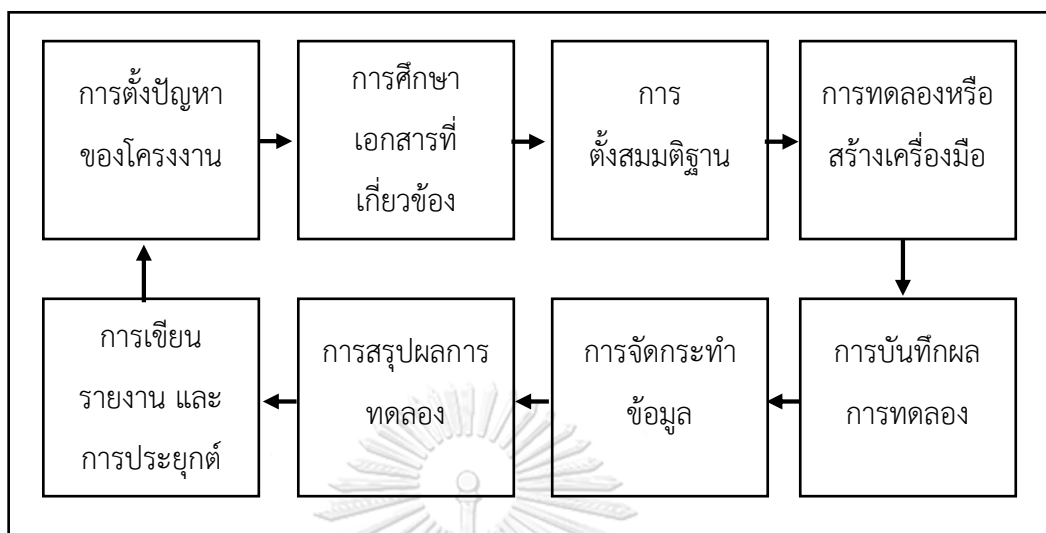 การตั้งปัญหา
ของโครงงาน
การศึกษา
เอกสารที่
เกี่ยวข้อง
การ
ตั้งสมมติฐาน
การทดลองหรือ
สร้างเครื่องมือ
การบันทึกผล
การทดลอง
การจัดกระทำ
ข้อมูล
การสรุปผลการ
ทดลอง
การเขียน
รายงาน และ
การประยุกต์